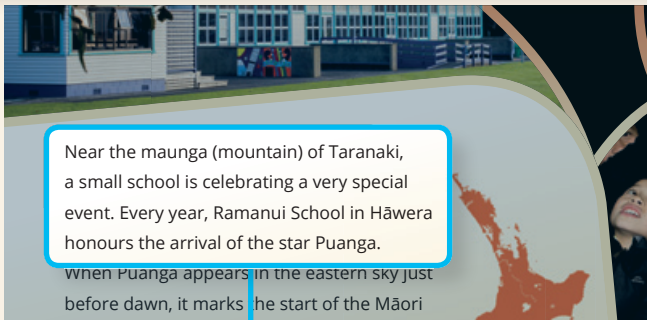 Near the maunga (mountain) of Taranaki,
a small school is celebrating a very special
event. Every year, Ramanui School in Hāwera
honours the arrival of the star Puanga.
When Puanga appears in the eastern sky just
before dawn, it marks the start of the Māori